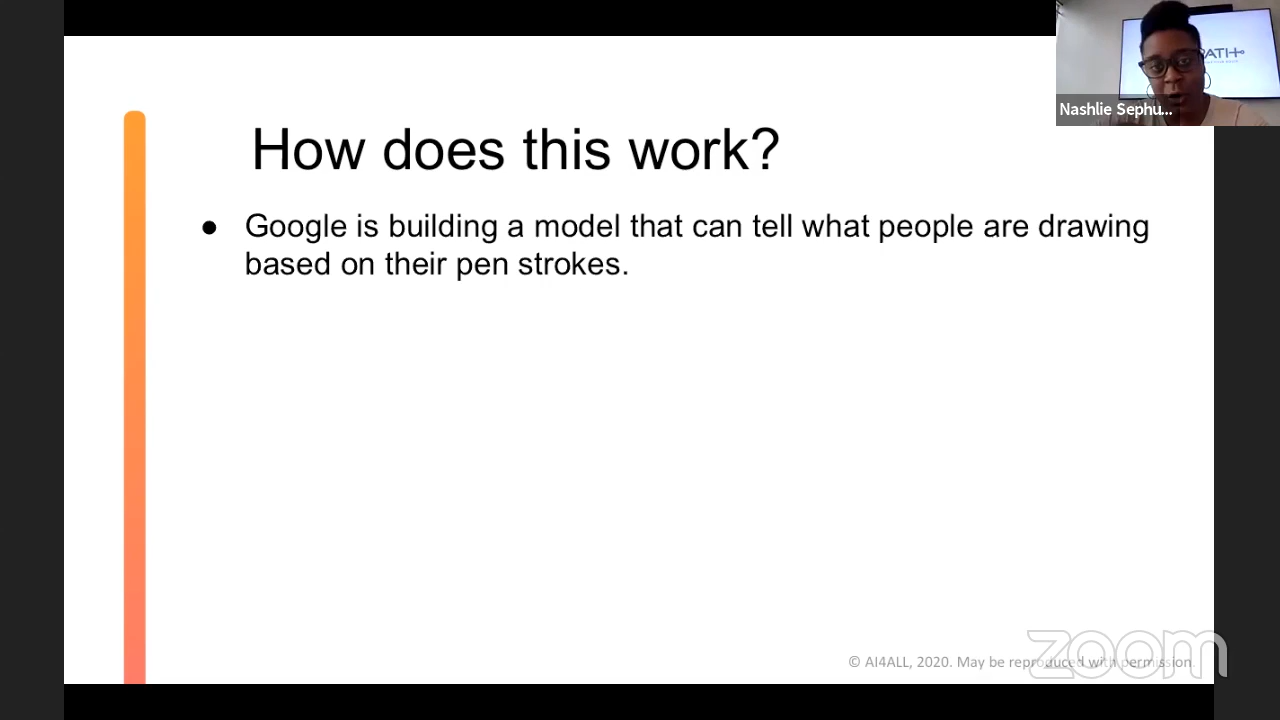 PATH
Nashlie Sephu...
How does this work?
● Google is building a model that can tell what people are drawing
based on their pen strokes.
© AI4ALL, 2020. May be reproduced with permission.
zoom